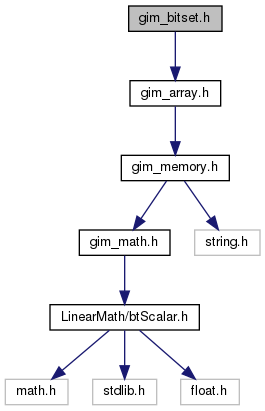 gim_bitset.h
gim_array.h
gim_memory.h
gim_math.h
string.h
LinearMath/btScalar.h
math.h
stdlib.h
float.h